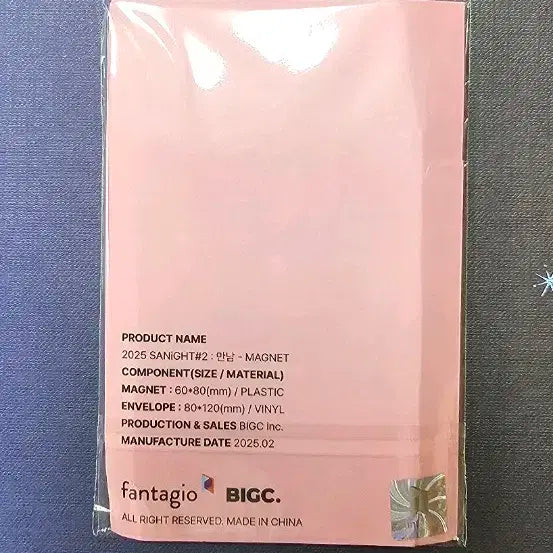 PRODUCT NAME
2025 SANiGHT#2 : 만남 - MAGNET
COMPONENT(SIZE / MATERIAL)
MAGNET : 60*80(mm) / PLASTIC
ENVELOPE : 80*120(mm) / VINYL
PRODUCTION & SALES BIGC Inc.
MANUFACTURE DATE 2025.02
fantagio BIGC.
ALL RIGHT RESERVED. MADE IN CHINA